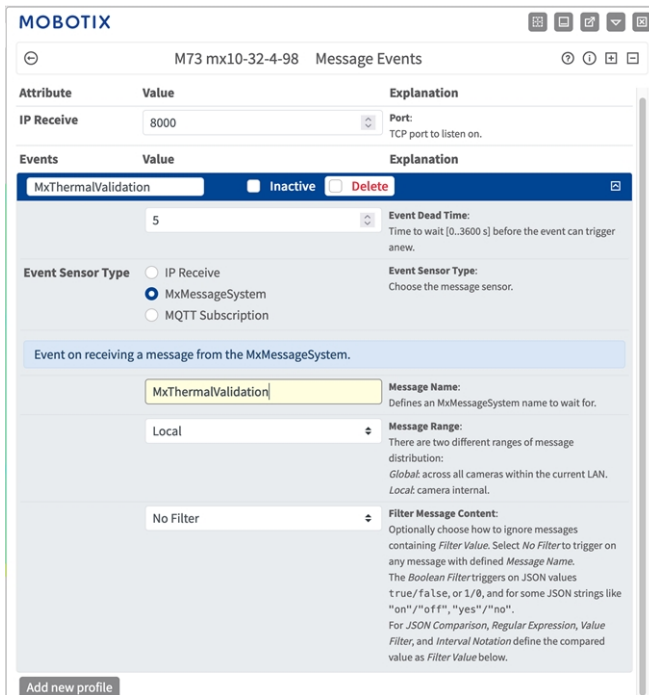 MOBOTIX
M73 mx10-32-4-98 Message Events
Attribute Value Explanation
IP Receive 8000 Port:
TCP port to listen on.
Events Value Explanation
MxThermalValidation Inactive Delete
5 Event Dead Time:
Time to wait [0..3600 s] before the event can trigger
anew.
Event Sensor Type IP Receive Event Sensor Type:
MxMessageSystem Choose the message sensor.
MQTT Subscription
Event on receiving a message from the MxMessageSystem.
MxThermalValidation Message Name:
Defines an MxMessageSystem name to wait for.
Local Message Range:
There are two different ranges of message
distribution:
Global: across all cameras within the current LAN.
Local: camera internal.
No Filter Filter Message Content:
Optionally choose how to ignore messages
containing Filter Value. Select No Filter to trigger on
any message with defined Message Name.
The Boolean Filter triggers on JSON values
true/false, or 1/0, and for some JSON strings like
"on"/"off", "yes"/"no".
For JSON Comparison, Regular Expression, Value
Filter, and Interval Notation define the compared
value as Filter Value below.
Add new profile